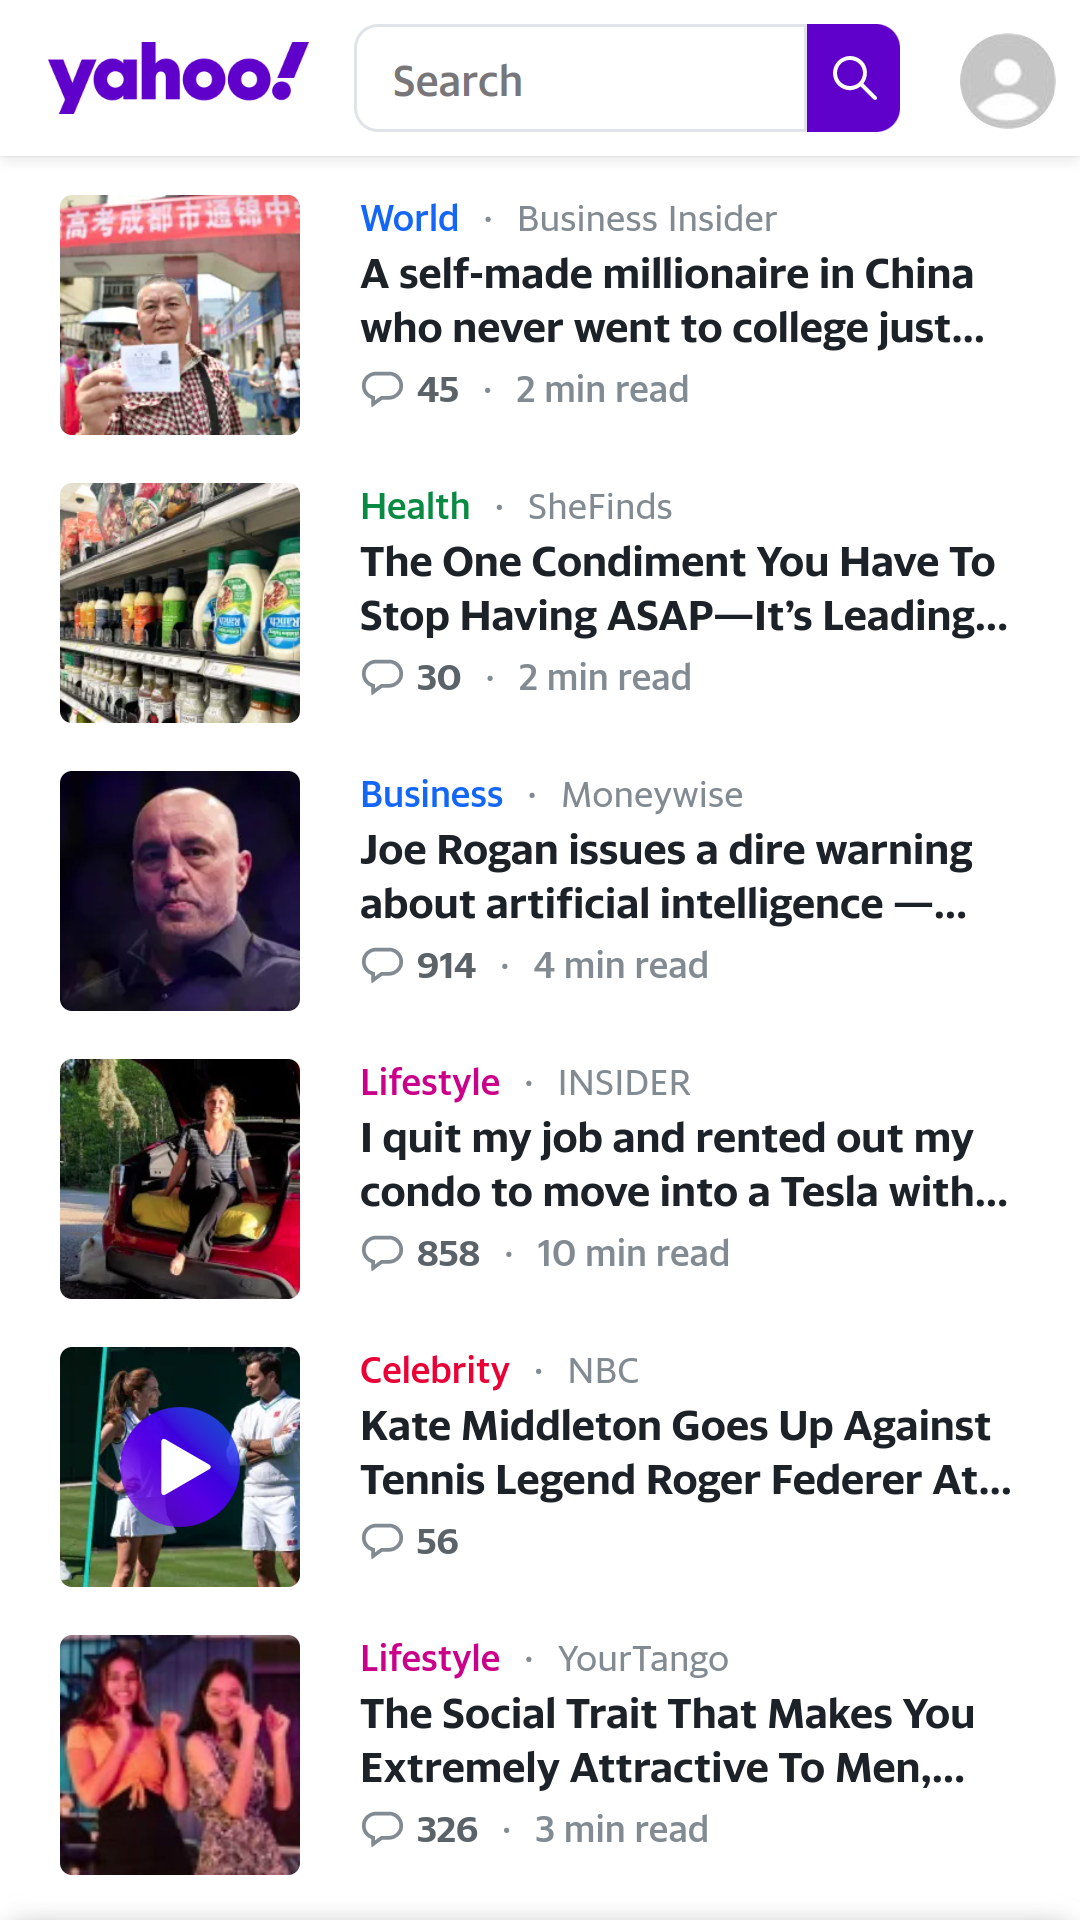 yahoo!
Search
高考成都市通锦中
World · Business Insider
A self-made millionaire in China
who never went to college just...
45 · 2 min read
Health · SheFinds
The One Condiment You Have To
Stop Having ASAP—It’s Leading...
30 · 2 min read
Ranch
Business · Moneywise
Joe Rogan issues a dire warning
about artificial intelligence —...
914 · 4 min read
Lifestyle · INSIDER
I quit my job and rented out my
condo to move into a Tesla with...
858 · 10 min read
Celebrity · NBC
Kate Middleton Goes Up Against
Tennis Legend Roger Federer At...
56
Lifestyle · YourTango
The Social Trait That Makes You
Extremely Attractive To Men,...
326 · 3 min read